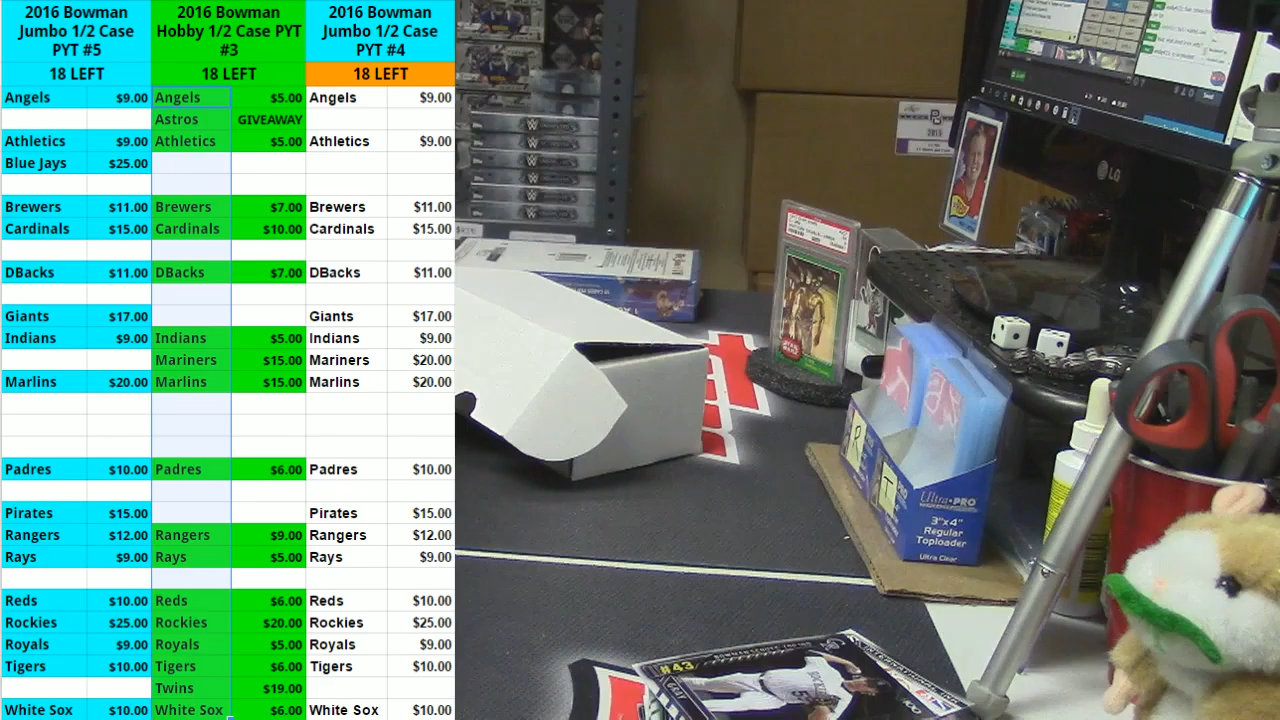 2016 Bowman Jumbo 1/2 Case PYT #5
2016 Bowman Hobby 1/2 Case PYT #3
2016 Bowman Jumbo 1/2 Case PYT #4
18 LEFT 18 LEFT 18 LEFT
Angels $9.00 Angels $5.00 Angels $9.00
Astros GIVEAWAY
Athletics $9.00 Athletics $5.00 Athletics $9.00
Blue Jays $25.00
Brewers $11.00 Brewers $7.00 Brewers $11.00
Cardinals $15.00 Cardinals $10.00 Cardinals $15.00
DBacks $11.00 DBacks $7.00 DBacks $11.00
Giants $17.00 Giants $17.00
Indians $9.00 Indians $5.00 Indians $9.00
Mariners $15.00 Mariners $20.00
Marlins $20.00 Marlins $15.00 Marlins $20.00
Padres $10.00 Padres $6.00 Padres $10.00
Pirates $15.00 Pirates $15.00
Rangers $12.00 Rangers $9.00 Rangers $12.00
Rays $9.00 Rays $5.00 Rays $9.00
Reds $10.00 Reds $6.00 Reds $10.00
Rockies $25.00 Rockies $20.00 Rockies $25.00
Royals $9.00 Royals $5.00 Royals $9.00
Tigers $10.00 Tigers $6.00 Tigers $10.00
Twins $19.00
White Sox $10.00 White Sox $6.00 White Sox $10.00
LG
STAR WARS
R
T
Ultra·PRO
3"x4"
Regular
Toploader
Ultra Clear
#43